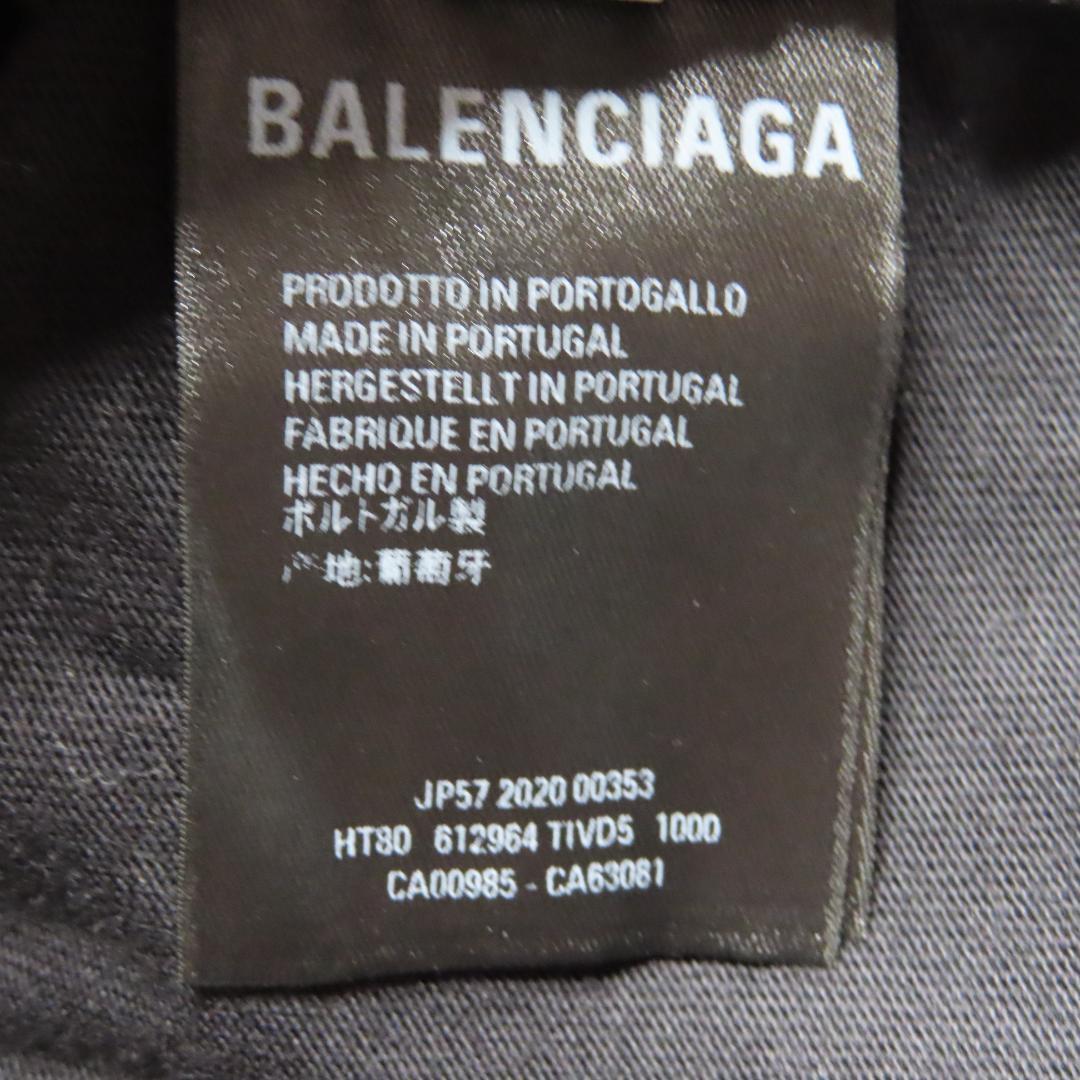 BALENCIAGA
PRODOTTO IN PORTOGALLO
MADE IN PORTUGAL
HERGESTELLT IN PORTUGAL
FABRIQUE EN PORTUGAL
HECHO EN PORTUGAL
ポルトガル製
产地:葡萄牙
JP57 2020 00353
HT80 612964 TIVD5 1000
CA00985 - CA63081